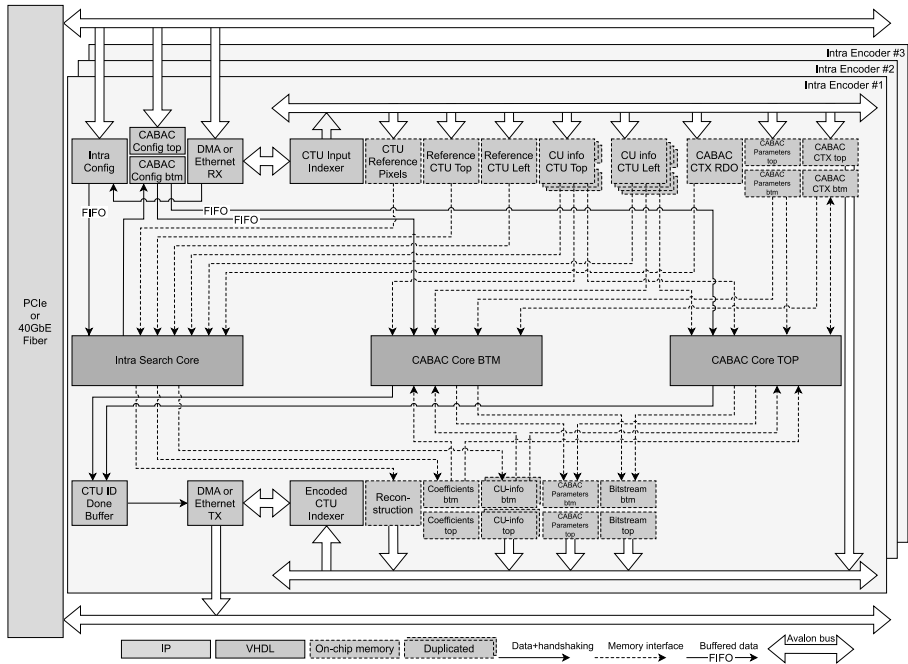 Intra Encoder #3
Intra Encoder #2
Intra Encoder #1
PCIe
or
40GbE
Fiber
Intra
Config
CABAC
Config top
CABAC
Config btm
DMA or
Ethernet
RX
CTU Input
Indexer
CTU
Reference
Pixels
Reference
CTU Top
Reference
CTU Left
CU info
CTU Top
CU info
CTU Left
CABAC
CTX RDO
CABAC
Parameters
top
CABAC
Parameters
btm
CABAC
CTX top
CABAC
CTX btm
FIFO
FIFO
FIFO
Intra Search Core
CABAC Core BTM
CABAC Core TOP
CTU ID
Done
Buffer
DMA or
Ethernet
TX
Encoded
CTU
Indexer
Recon-
struction
Coefficients
btm
Coefficients
top
CU-info
btm
CU-info
top
CABAC
Parameters
btm
CABAC
Parameters
top
Bitstream
btm
Bitstream
top
IP
VHDL
On-chip memory
Duplicated
Data+handshaking
Memory interface
Buffered data
FIFO
Avalon bus